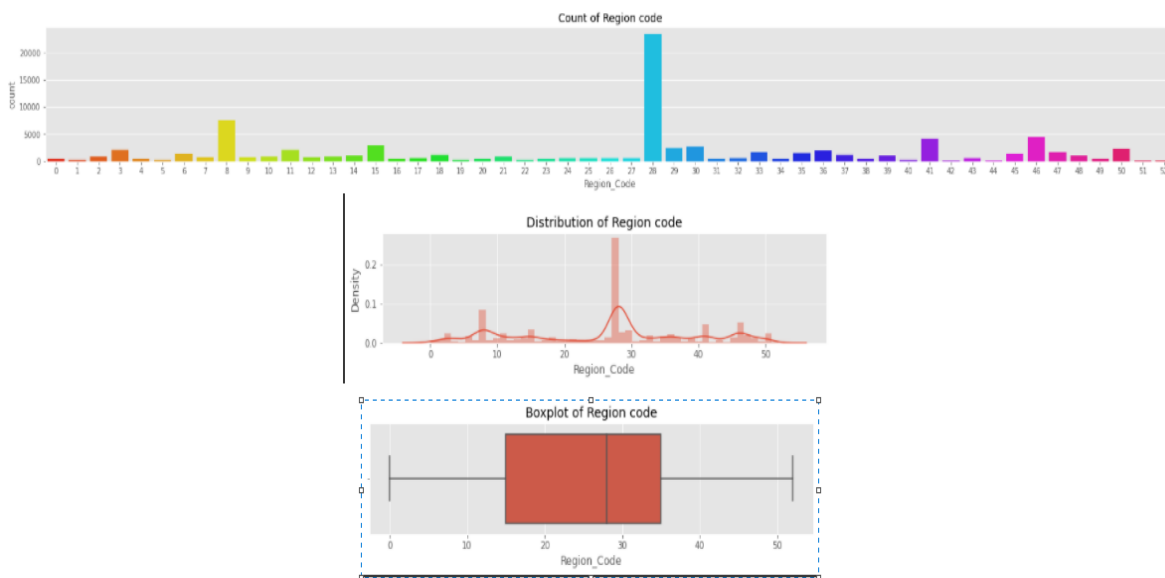 Count of Region code
20000
15000
10000
5000
0
count
0 1 2 3 4 5 6 7 8 9 10 11 12 13 14 15 16 17 18 19 20 21 22 23 24 25 26 27 28 29 30 31 32 33 34 35 36 37 38 39 40 41 42 43 44 45 46 47 48 49 50 51 52
Region_Code
Distribution of Region code
0.2
0.1
0.0
Density
0 10 20 30 40 50
Region_Code
Boxplot of Region code
0 10 20 30 40 50
Region_Code